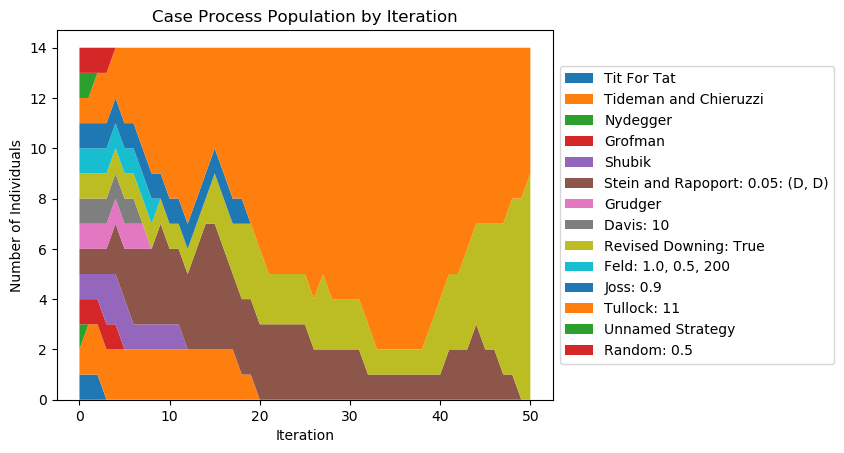 Case Process Population by Iteration
Number of Individuals
14
12
10
8
6
4
2
0
0
10
20
30
40
50
Iteration
Tit For Tat
Tideman and Chieruzzi
Nydegger
Grofman
Shubik
Stein and Rapoport: 0.05: (D, D)
Grudger
Davis: 10
Revised Downing: True
Feld: 1.0, 0.5, 200
Joss: 0.9
Tullock: 11
Unnamed Strategy
Random: 0.5